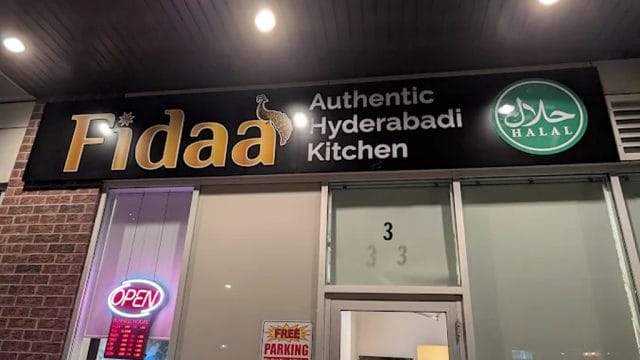 Fidaa
Authentic
Hyderabadi
Kitchen
حلال
HALAL
3
OPEN
FREE
PARKING